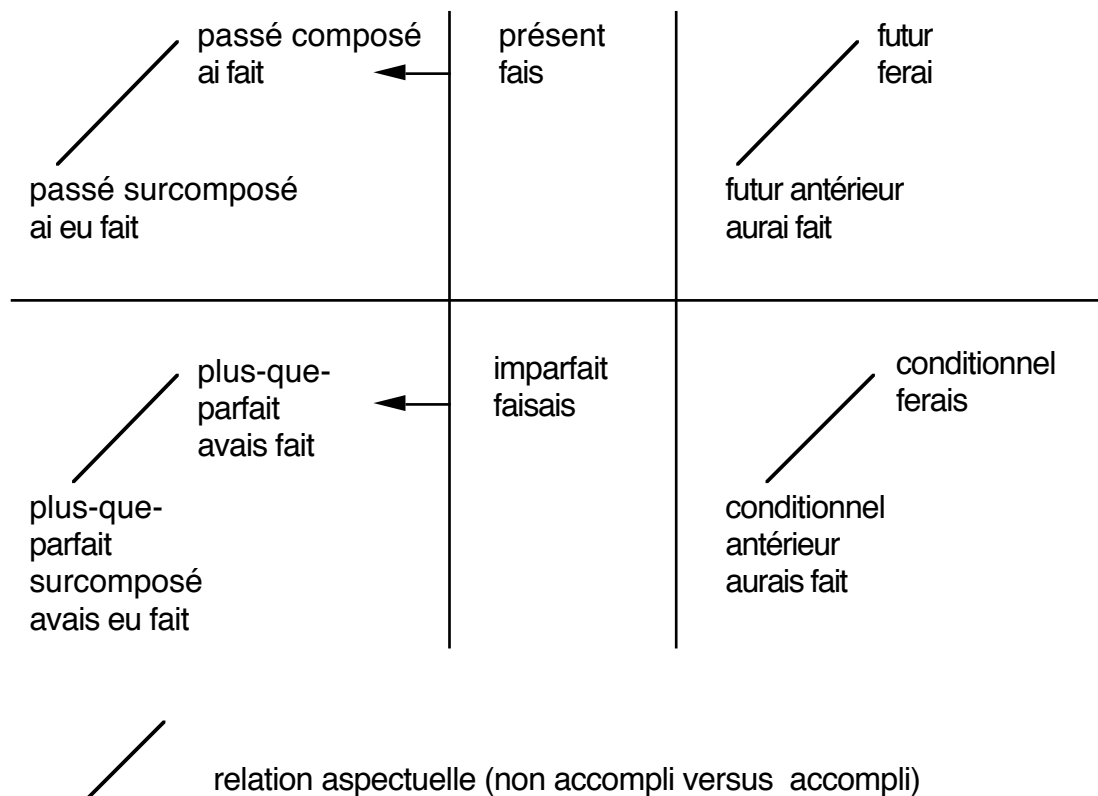 passé composé
ai fait
présent
fais
futur
ferai
passé surcomposé
ai eu fait
futur antérieur
aurai fait
plus-que-
parfait
avais fait
imparfait
faisais
conditionnel
ferais
plus-que-
parfait
surcomposé
avais eu fait
conditionnel
antérieur
aurais fait
relation aspectuelle (non accompli versus accompli)